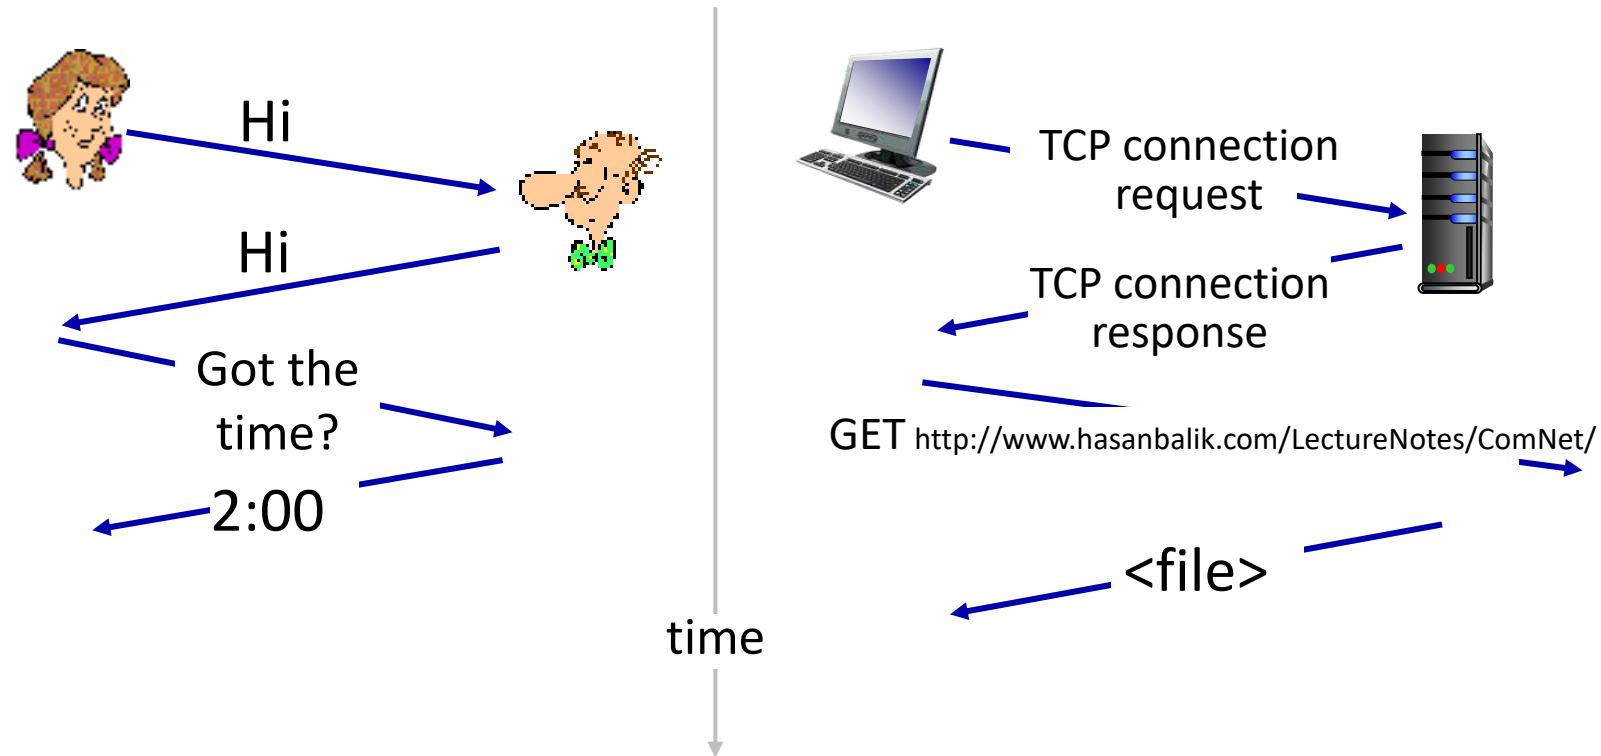 Hi
Hi
Got the
time?
2:00
time
TCP connection
request
TCP connection
response
GET http://www.hasanbalik.com/LectureNotes/ComNet/
<file>